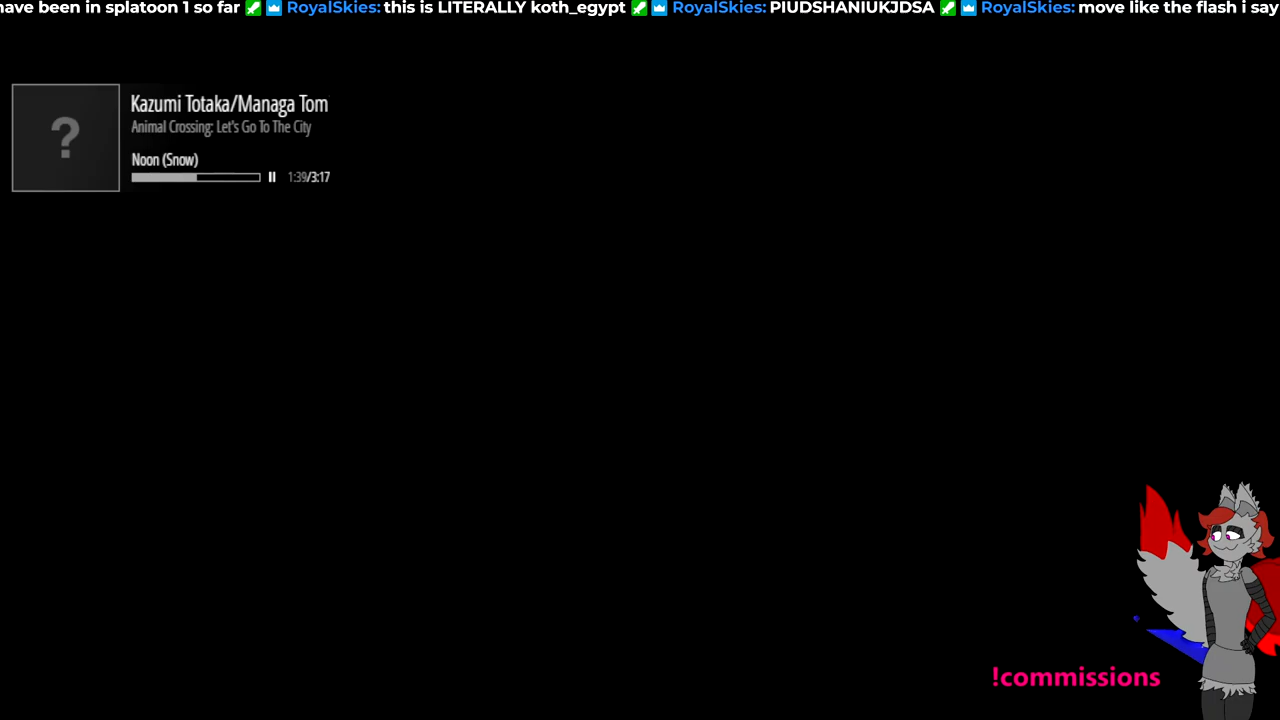 have been in splatoon 1 so far RoyalSkies: this is LITERALLY koth_egypt RoyalSkies: PIUDSHANIUKJDSA RoyalSkies: move like the flash i say
?
Kazumi Totaka/Managa Tom
Animal Crossing: Let's Go To The City
Noon (Snow)
1:39/3:17
!commissions